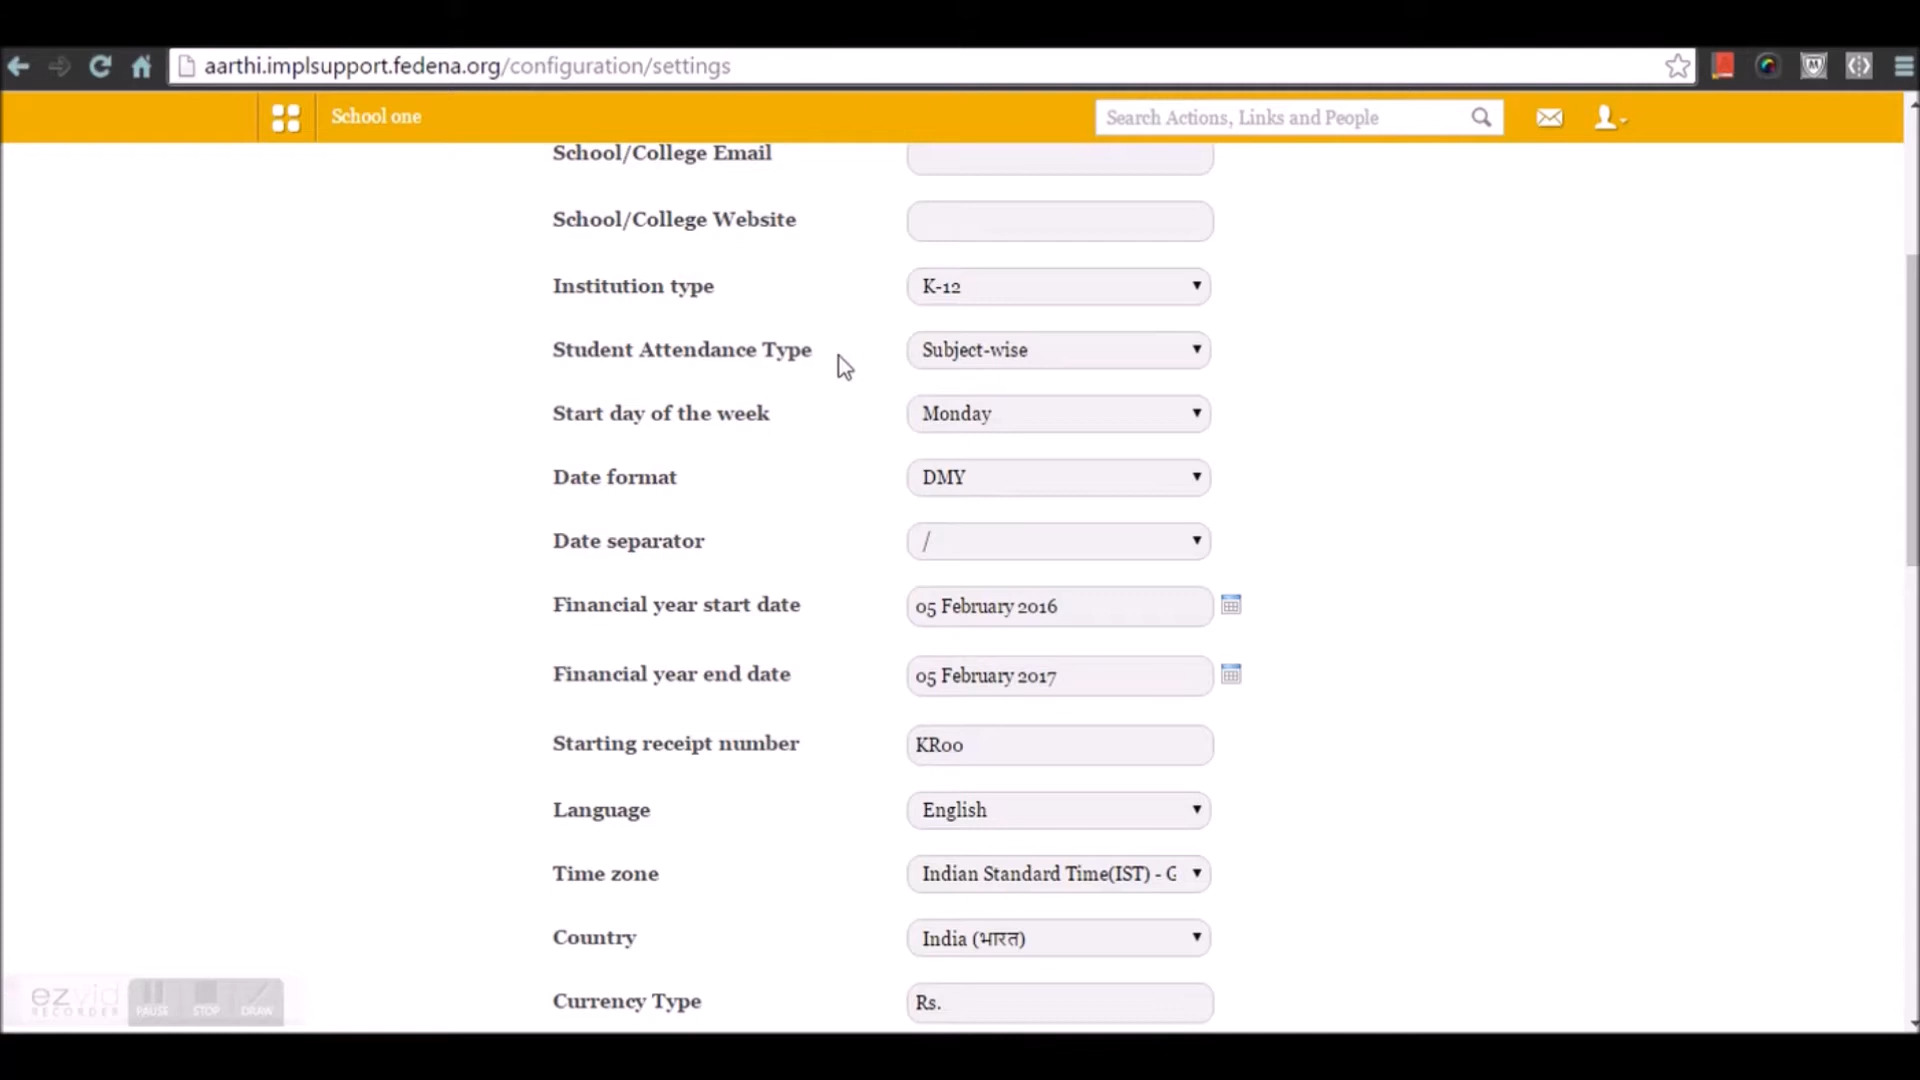 aarthi.implsupport.fedena.org/configuration/settings
School one
Search Actions, Links and People
School/College Email
School/College Website
Institution type K-12
Student Attendance Type Subject-wise
Start day of the week Monday
Date format DMY
Date separator /
Financial year start date 05 February 2016
Financial year end date 05 February 2017
Starting receipt number KR00
Language English
Time zone Indian Standard Time(IST) - G
Country India (भारत)
Currency Type Rs.
ezvid
RECORDER
PAUSE STOP DRAW